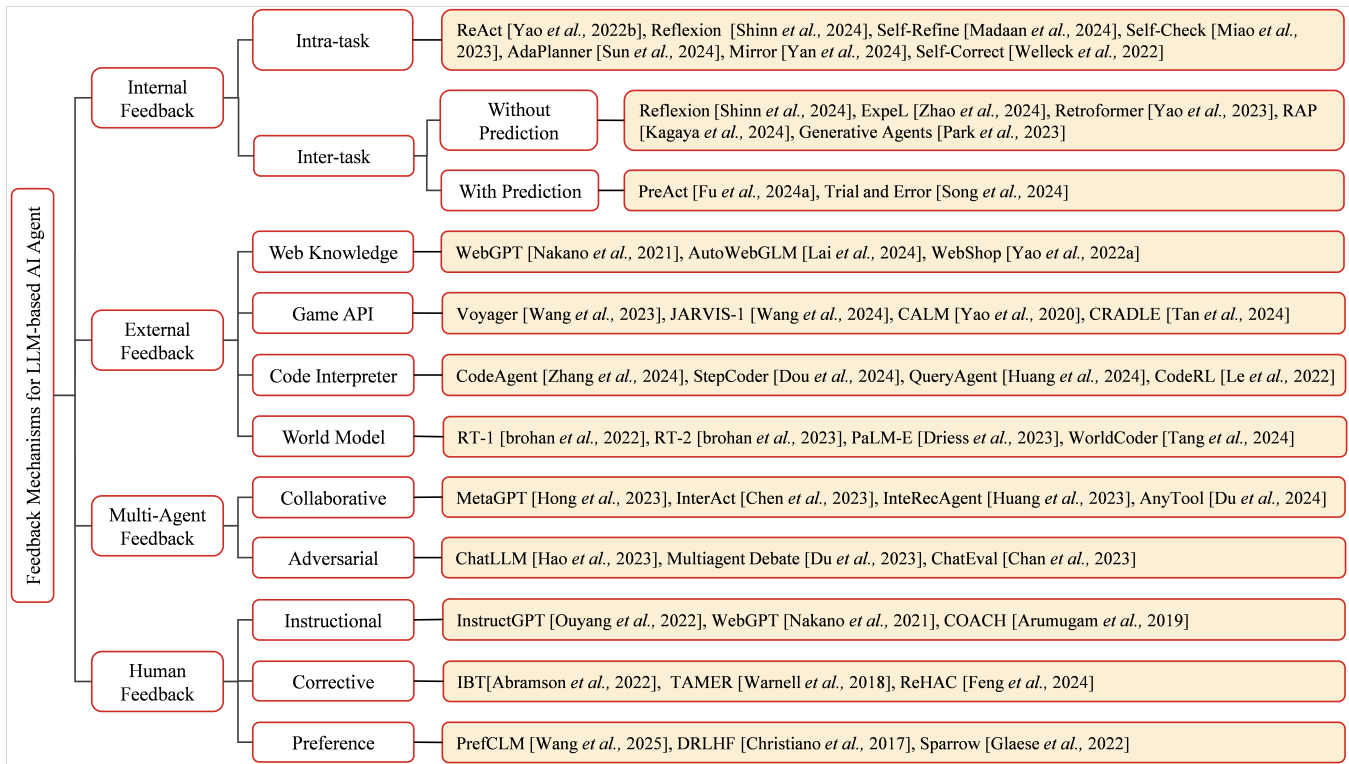 Feedback Mechanisms for LLM-based AI Agent
Internal
Feedback
Intra-task
ReAct [Yao et al., 2022b], Reflexion [Shinn et al., 2024], Self-Refine [Madaan et al., 2024], Self-Check [Miao et al.,
2023], AdaPlanner [Sun et al., 2024], Mirror [Yan et al., 2024], Self-Correct [Welleck et al., 2022]
Inter-task
Without
Prediction
Reflexion [Shinn et al., 2024], ExpeL [Zhao et al., 2024], Retroformer [Yao et al., 2023], RAP
[Kagaya et al., 2024], Generative Agents [Park et al., 2023]
With Prediction
PreAct [Fu et al., 2024a], Trial and Error [Song et al., 2024]
External
Feedback
Web Knowledge
WebGPT [Nakano et al., 2021], AutoWebGLM [Lai et al., 2024], WebShop [Yao et al., 2022a]
Game API
Voyager [Wang et al., 2023], JARVIS-1 [Wang et al., 2024], CALM [Yao et al., 2020], CRADLE [Tan et al., 2024]
Code Interpreter
CodeAgent [Zhang et al., 2024], StepCoder [Dou et al., 2024], QueryAgent [Huang et al., 2024], CodeRL [Le et al., 2022]
World Model
RT-1 [brohan et al., 2022], RT-2 [brohan et al., 2023], PaLM-E [Driess et al., 2023], WorldCoder [Tang et al., 2024]
Multi-Agent
Feedback
Collaborative
MetaGPT [Hong et al., 2023], InterAct [Chen et al., 2023], InteRecAgent [Huang et al., 2023], AnyTool [Du et al., 2024]
Adversarial
ChatLLM [Hao et al., 2023], Multiagent Debate [Du et al., 2023], ChatEval [Chan et al., 2023]
Human
Feedback
Instructional
InstructGPT [Ouyang et al., 2022], WebGPT [Nakano et al., 2021], COACH [Arumugam et al., 2019]
Corrective
IBT[Abramson et al., 2022], TAMER [Warnell et al., 2018], ReHAC [Feng et al., 2024]
Preference
PrefCLM [Wang et al., 2025], DRLHF [Christiano et al., 2017], Sparrow [Glaese et al., 2022]